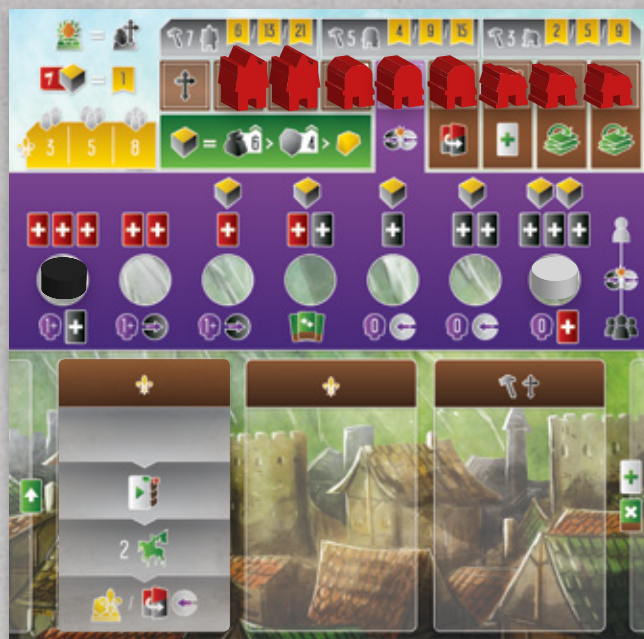 = 7 6 / 13 / 21 5 4 / 9 / 15 3 2 / 5 / 9
7 = 1
3 5 8 = 6 > 4 >
1+ 1+ 1+ 0 0 0
2
/